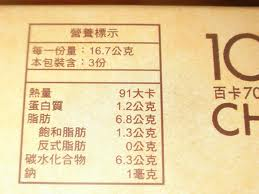 營養標示
每一份量：16.7公克
本包裝含：3份
熱量 91大卡
蛋白質 1.2公克
脂肪 6.8公克
飽和脂肪 1.3公克
反式脂肪 0公克
碳水化合物 6.3公克
鈉 1毫克
10
百卡70
CH